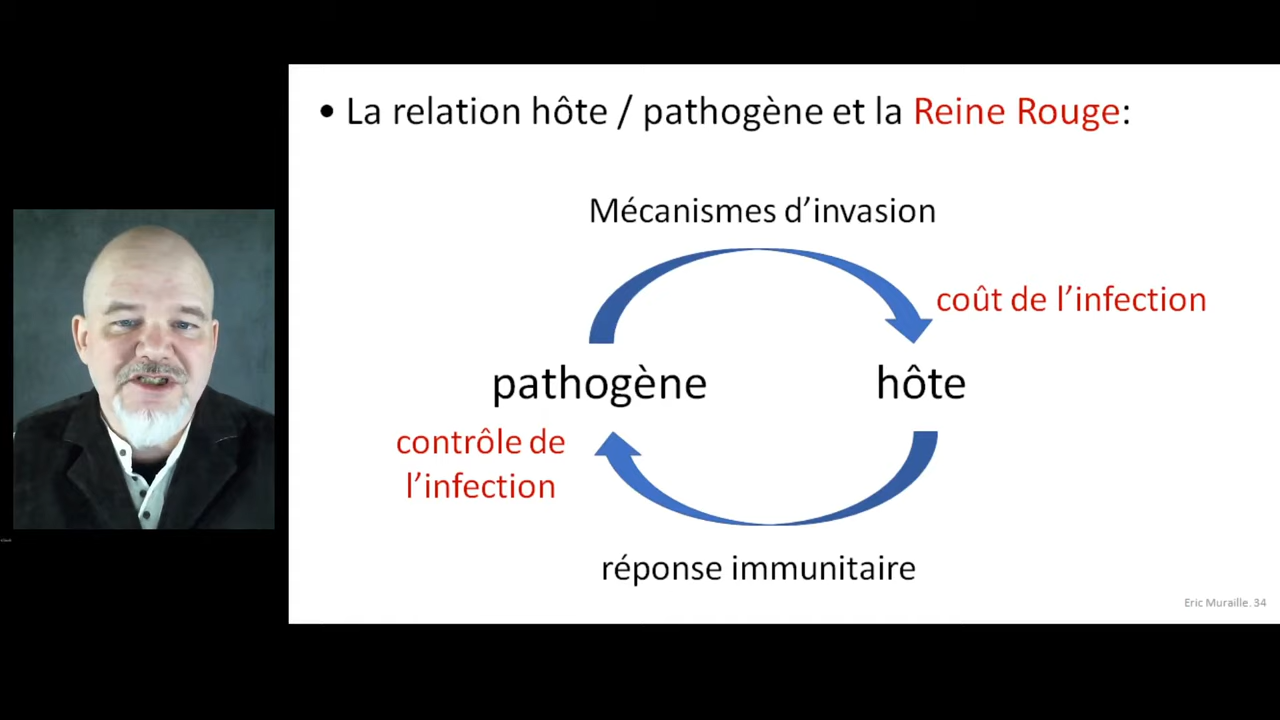 • La relation hôte / pathogène et la Reine Rouge:
Mécanismes d’invasion
coût de l’infection
pathogène hôte
contrôle de
l’infection
réponse immunitaire
Eric Muraille. 34